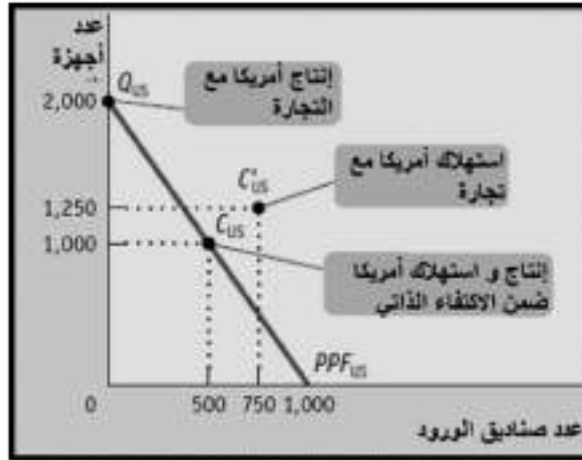 عدد
أجهزة
2,000
Q_US
إنتاج أمريكا مع
التجارة
استهلاك أمريكا مع
تجارة
C'_US
1,250
C_US
1,000
إنتاج و استهلاك أمريكا
ضمن الاكتفاء الذاتي
PPF_US
0 500 750 1,000
عدد صناديق الورود